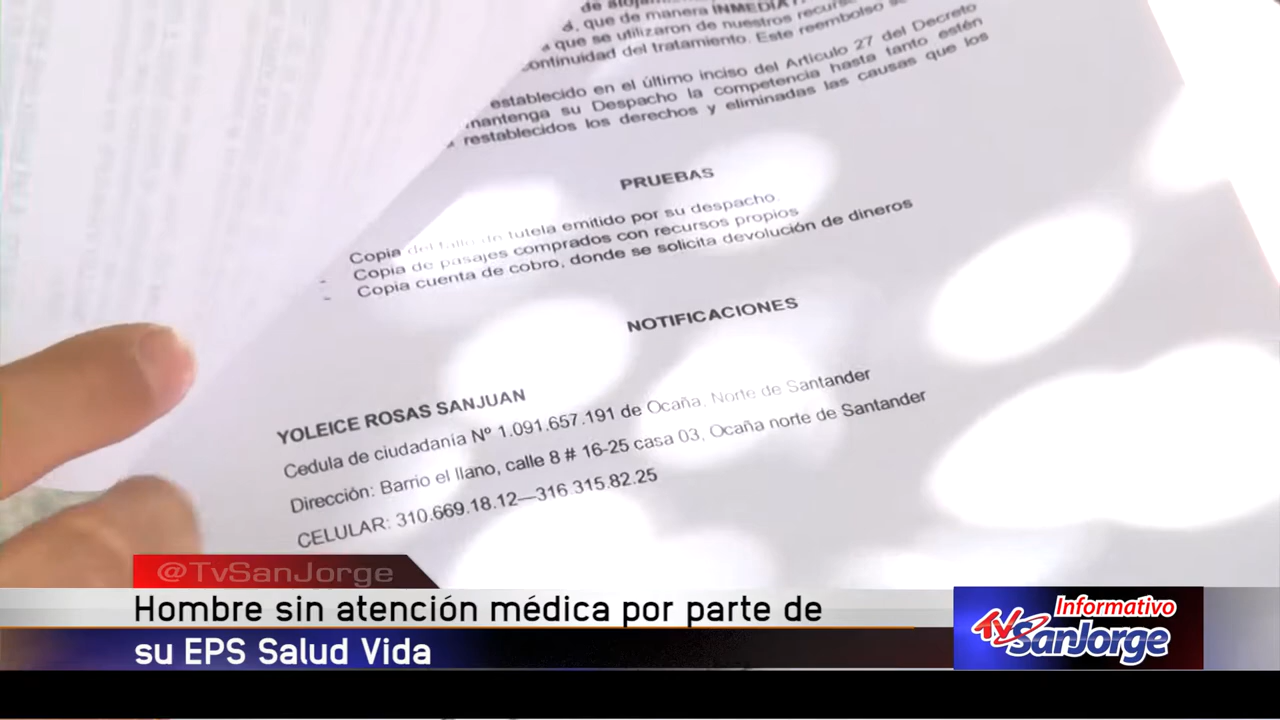 de manera INMEDIATA
que se utilizaron de nuestros recursos
continuidad del tratamiento. Este reembolso
establecido en el último inciso del Artículo 27 del Decreto
mantenga su Despacho la competencia hasta tanto estén
restablecidos los derechos y eliminadas las causas que los
PRUEBAS
Copia del fallo de tutela emitido por su despacho.
- Copia de pasajes comprados con recursos propios
- Copia cuenta de cobro, donde se solicita devolución de dineros
NOTIFICACIONES
YOLEICE ROSAS SANJUAN
Cedula de ciudadanía Nº 1.091.657.191 de Ocaña, Norte de Santander
Dirección: Barrio el llano, calle 8 # 16-25 casa 03, Ocaña norte de Santander
CELULAR: 310.669.18.12—316.315.82.25
@TvSanJorge
Hombre sin atención médica por parte de
su EPS Salud Vida
Informativo
TV SanJorge